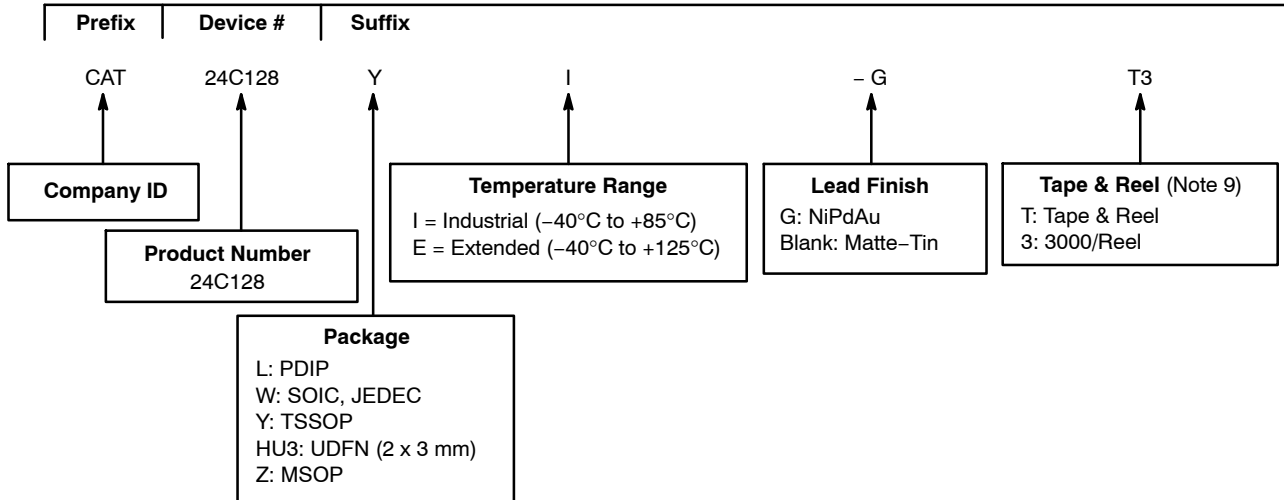 Prefix Device # Suffix
CAT 24C128 Y I – G T3
Company ID
Product Number
24C128
Package
L: PDIP
W: SOIC, JEDEC
Y: TSSOP
HU3: UDFN (2 x 3 mm)
Z: MSOP
Temperature Range
I = Industrial (−40°C to +85°C)
E = Extended (−40°C to +125°C)
Lead Finish
G: NiPdAu
Blank: Matte−Tin
Tape & Reel (Note 9)
T: Tape & Reel
3: 3000/Reel